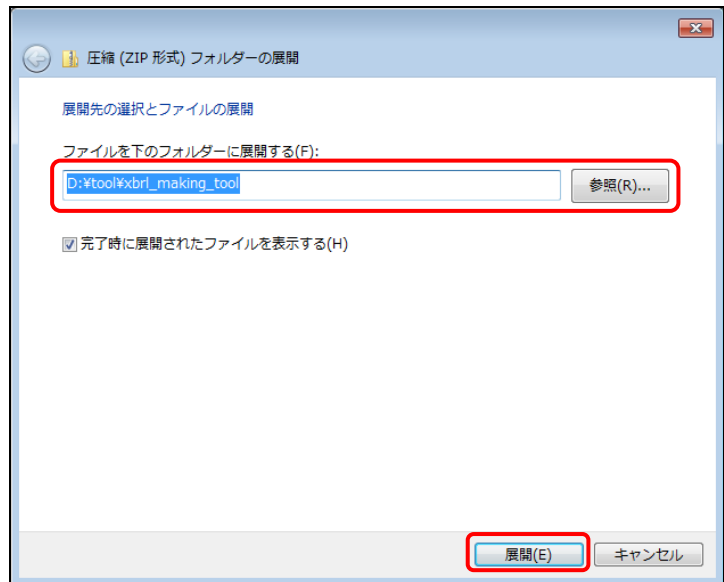 圧縮 (ZIP 形式) フォルダーの展開
展開先の選択とファイルの展開
ファイルを下のフォルダーに展開する(F):
D:¥tool¥xbrl_making_tool
参照(R)...
完了時に展開されたファイルを表示する(H)
展開(E)
キャンセル